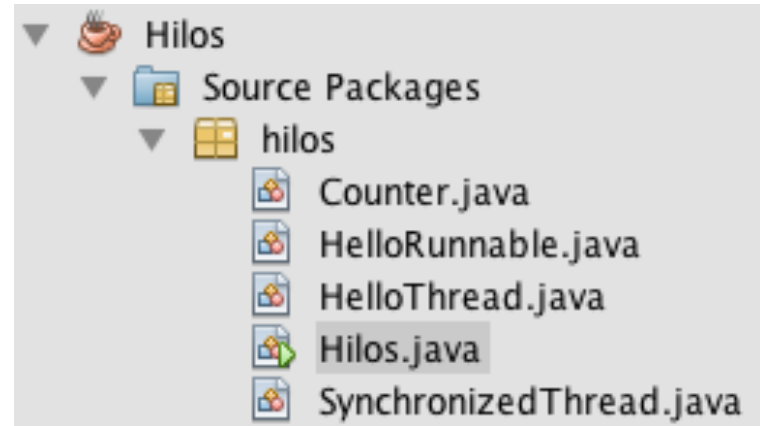 Hilos
Source Packages
hilos
Counter.java
HelloRunnable.java
HelloThread.java
Hilos.java
SynchronizedThread.java